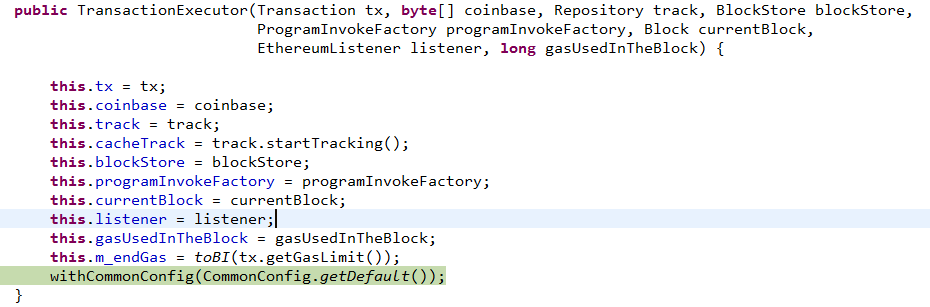 public TransactionExecutor(Transaction tx, byte[] coinbase, Repository track, BlockStore blockStore,
ProgramInvokeFactory programInvokeFactory, Block currentBlock,
EthereumListener listener, long gasUsedInTheBlock) {
this.tx = tx;
this.coinbase = coinbase;
this.track = track;
this.cacheTrack = track.startTracking();
this.blockStore = blockStore;
this.programInvokeFactory = programInvokeFactory;
this.currentBlock = currentBlock;
this.listener = listener;
this.gasUsedInTheBlock = gasUsedInTheBlock;
this.m_endGas = toBI(tx.getGasLimit());
withCommonConfig(CommonConfig.getDefault());
}